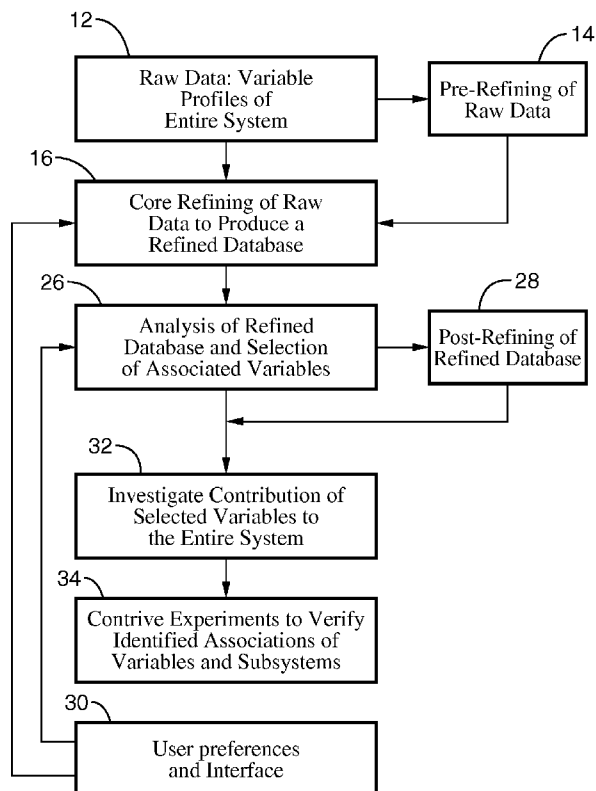 12
Raw Data: Variable
Profiles of
Entire System
14
Pre-Refining of
Raw Data
16
Core Refining of Raw
Data to Produce a
Refined Database
26
Analysis of Refined
Database and Selection
of Associated Variables
28
Post-Refining of
Refined Database
32
Investigate Contribution of
Selected Variables to
the Entire System
34
Contrive Experiments to Verify
Identified Associations of
Variables and Subsystems
30
User preferences
and Interface